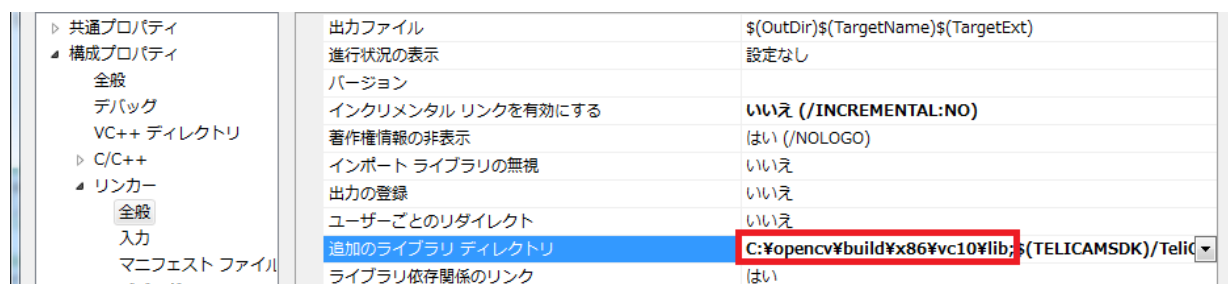 共通プロパティ
構成プロパティ
全般
デバッグ
VC++ ディレクトリ
C/C++
リンカー
全般
入力
マニフェスト ファイル
出力ファイル $(OutDir)$(TargetName)$(TargetExt)
進行状況の表示 設定なし
バージョン
インクリメンタル リンクを有効にする いいえ (/INCREMENTAL:NO)
著作権情報の非表示 はい (/NOLOGO)
インポート ライブラリの無視 いいえ
出力の登録 いいえ
ユーザーごとのリダイレクト いいえ
追加のライブラリ ディレクトリ C:¥opencv¥build¥x86¥vc10¥lib;$(TELICAMSDK)/Teli
ライブラリ依存関係のリンク はい